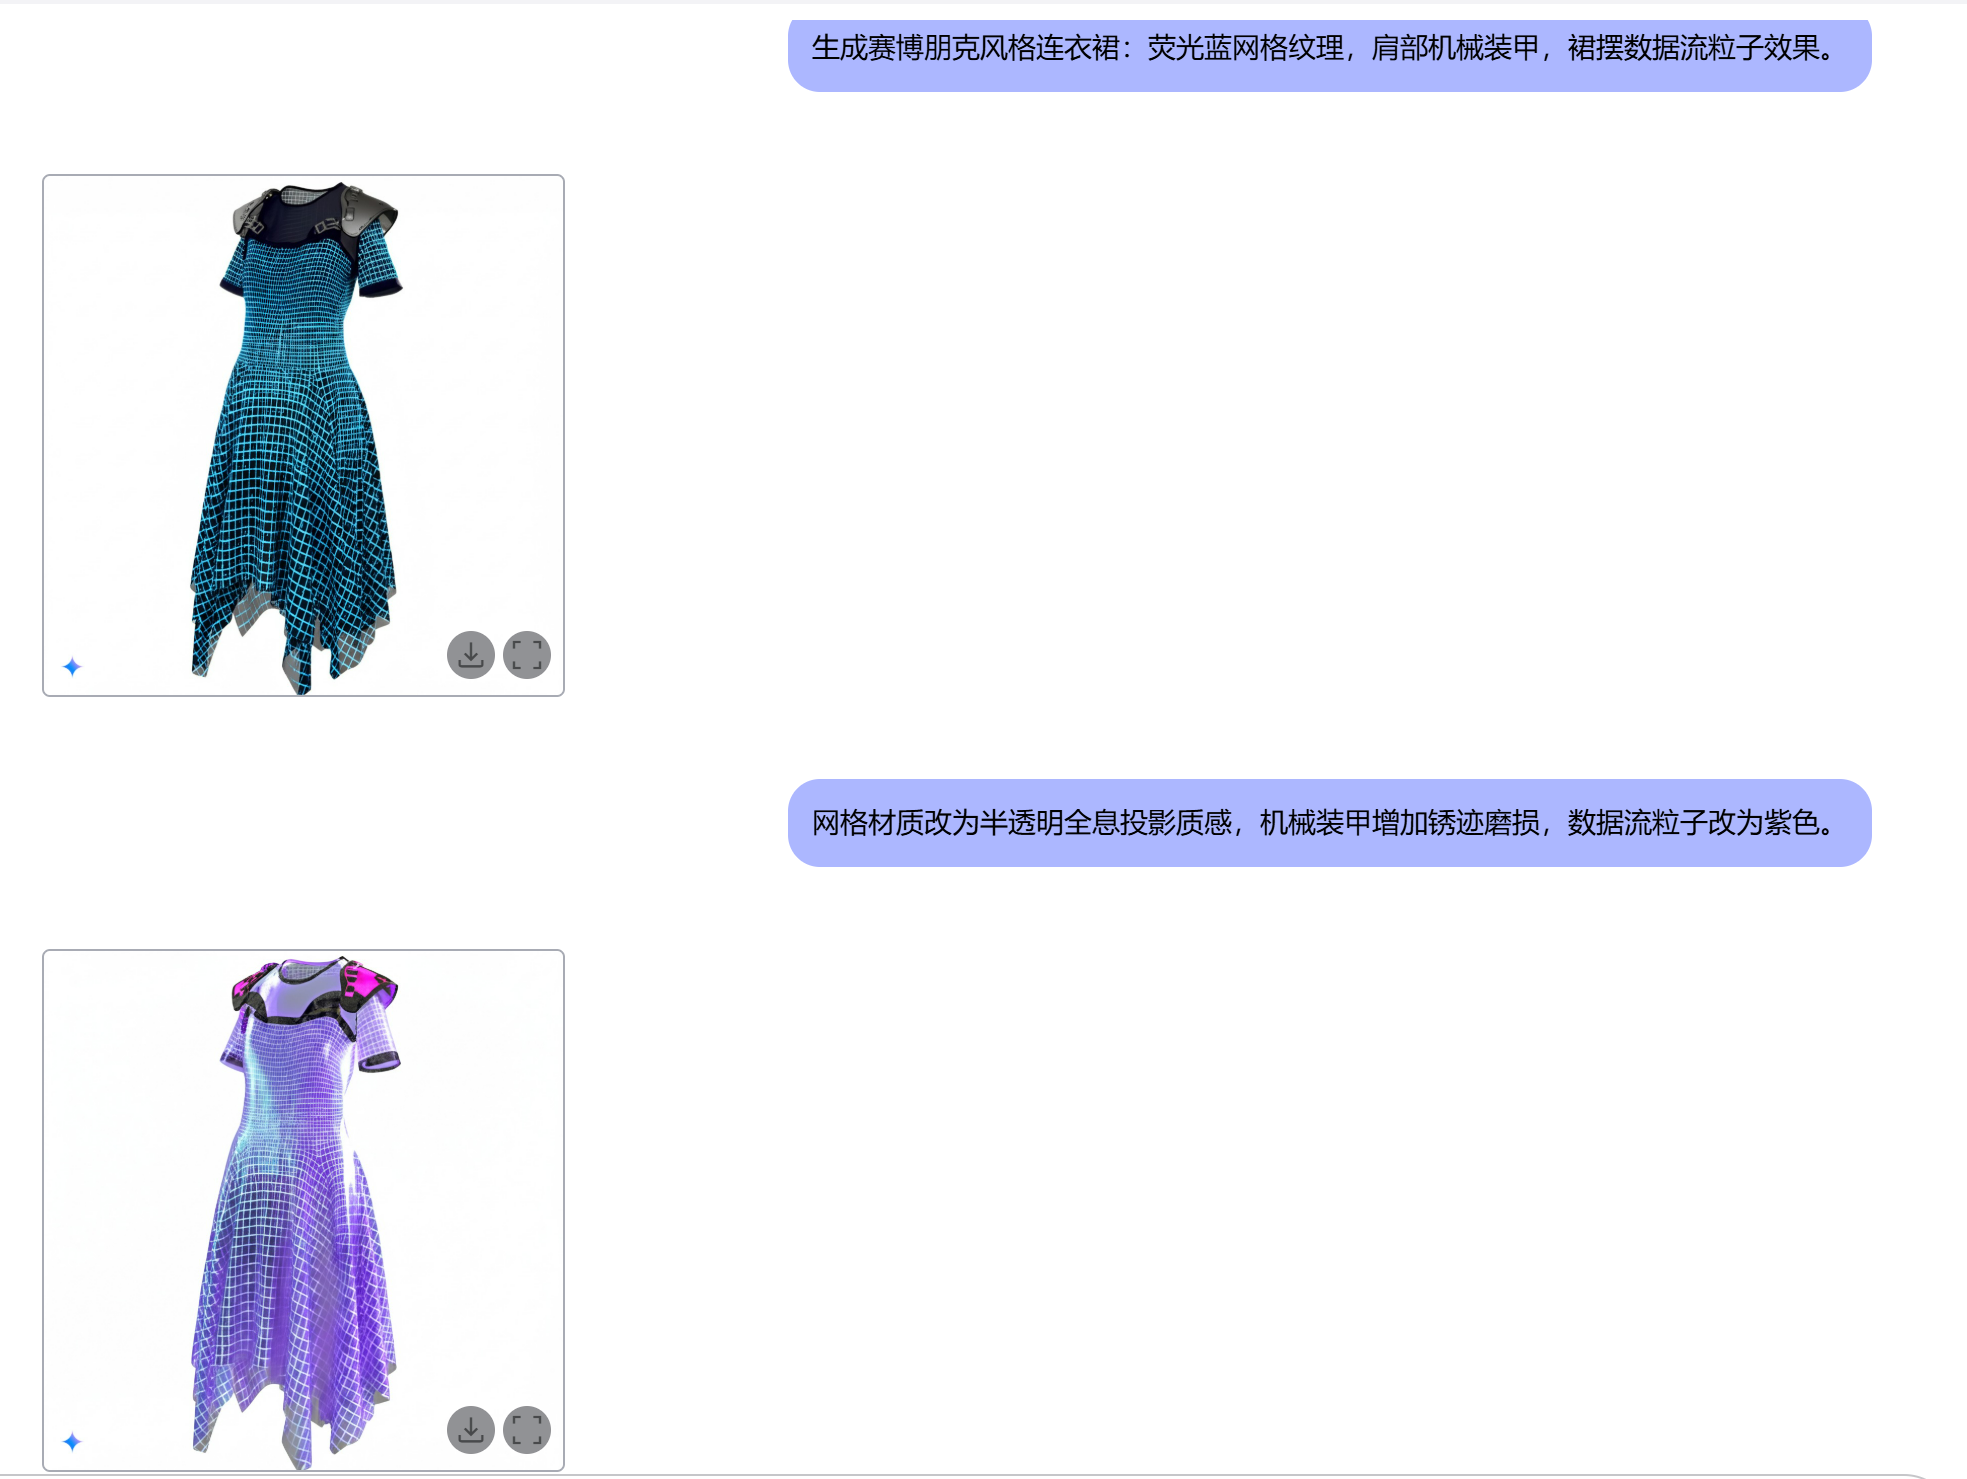 生成赛博朋克风格连衣裙：荧光蓝网格纹理，肩部机械装甲，裙摆数据流粒子效果。
网格材质改为半透明全息投影质感，机械装甲增加锈迹磨损，数据流粒子改为紫色。